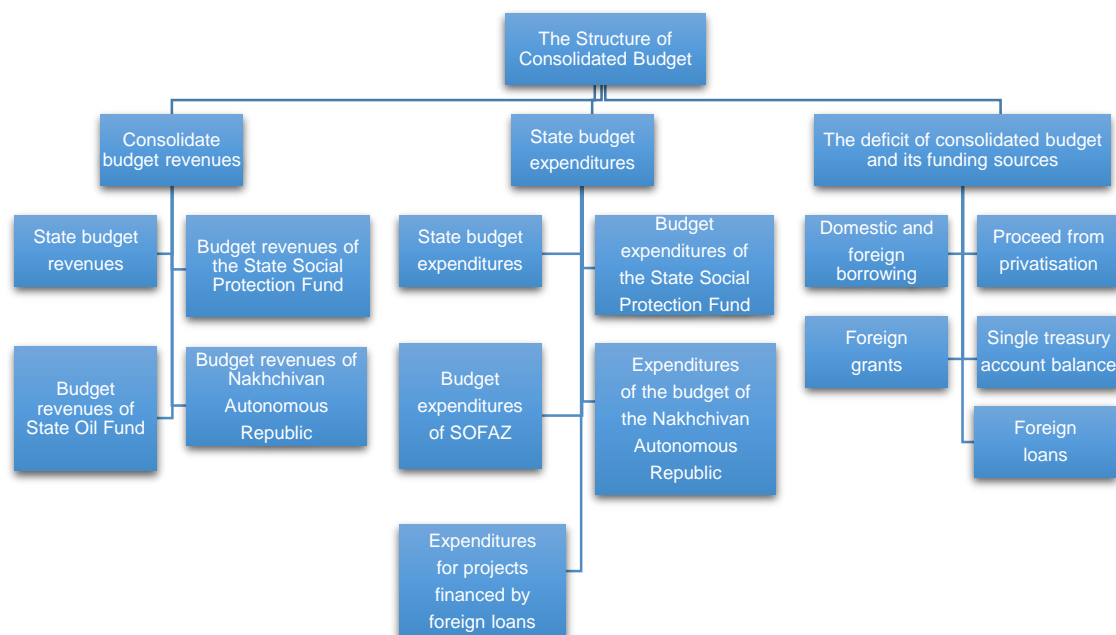 The Structure of
Consolidated Budget
Consolidate
budget revenues
State budget
revenues
Budget revenues of
the State Social
Protection Fund
Budget
revenues of
State Oil Fund
Budget revenues of
Nakhchivan
Autonomous
Republic
State budget
expenditures
State budget
expenditures
Budget
expenditures of
the State Social
Protection Fund
Budget
expenditures
of SOFAZ
Expenditures
of the budget of
the Nakhchivan
Autonomous
Republic
Expenditures
for projects
financed by
foreign loans
The deficit of consolidated budget
and its funding sources
Domestic and
foreign
borrowing
Proceed from
privatisation
Foreign
grants
Single treasury
account balance
Foreign
loans